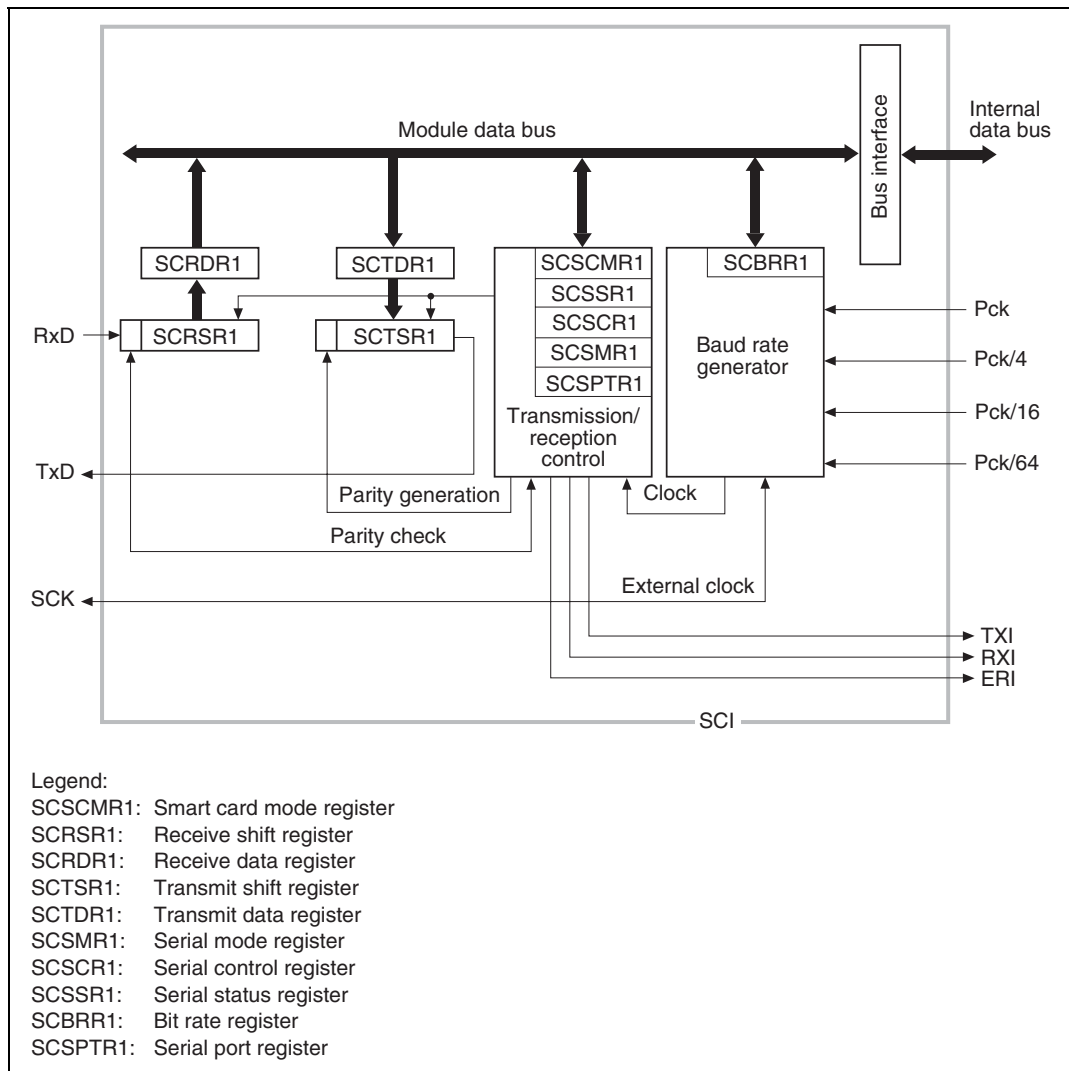 Module data bus
Bus interface
Internal
data bus
SCRDR1
SCTDR1
SCSCMR1
SCBRR1
SCSSR1
SCSCR1
SCSMR1
SCSPTR1
RxD
SCRSR1
SCTSR1
Baud rate
generator
Pck
Pck/4
Pck/16
Pck/64
Transmission/
reception
control
TxD
Parity generation
Clock
Parity check
SCK
External clock
TXI
RXI
ERI
SCI
Legend:
SCSCMR1: Smart card mode register
SCRSR1: Receive shift register
SCRDR1: Receive data register
SCTSR1: Transmit shift register
SCTDR1: Transmit data register
SCSMR1: Serial mode register
SCSCR1: Serial control register
SCSSR1: Serial status register
SCBRR1: Bit rate register
SCSPTR1: Serial port register